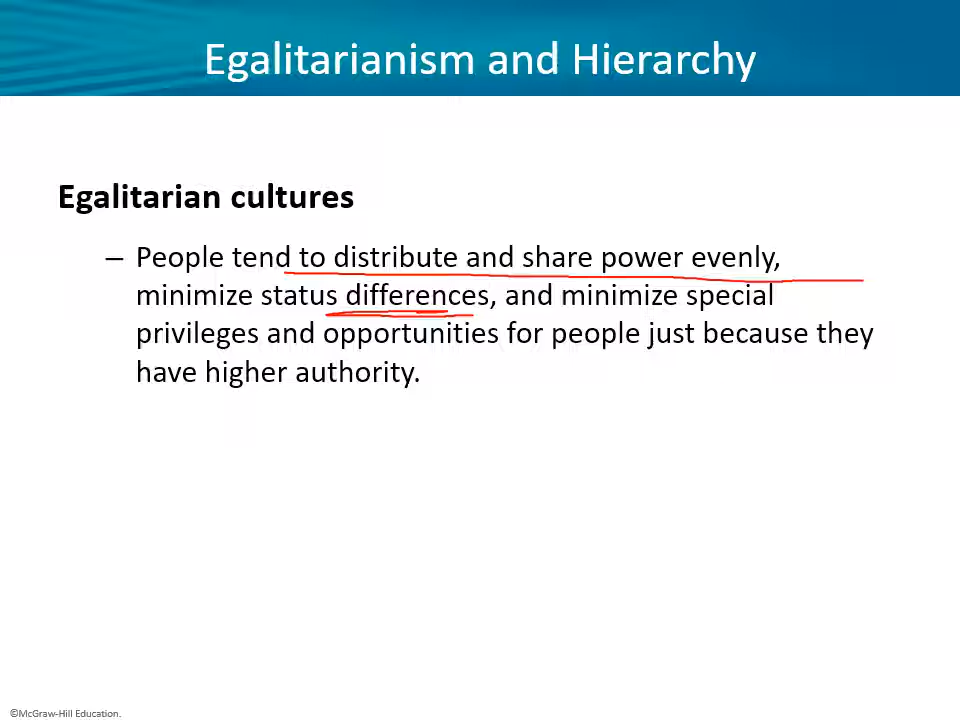 Egalitarianism and Hierarchy
Egalitarian cultures
– People tend to distribute and share power evenly,
minimize status differences, and minimize special
privileges and opportunities for people just because they
have higher authority.
©McGraw-Hill Education.